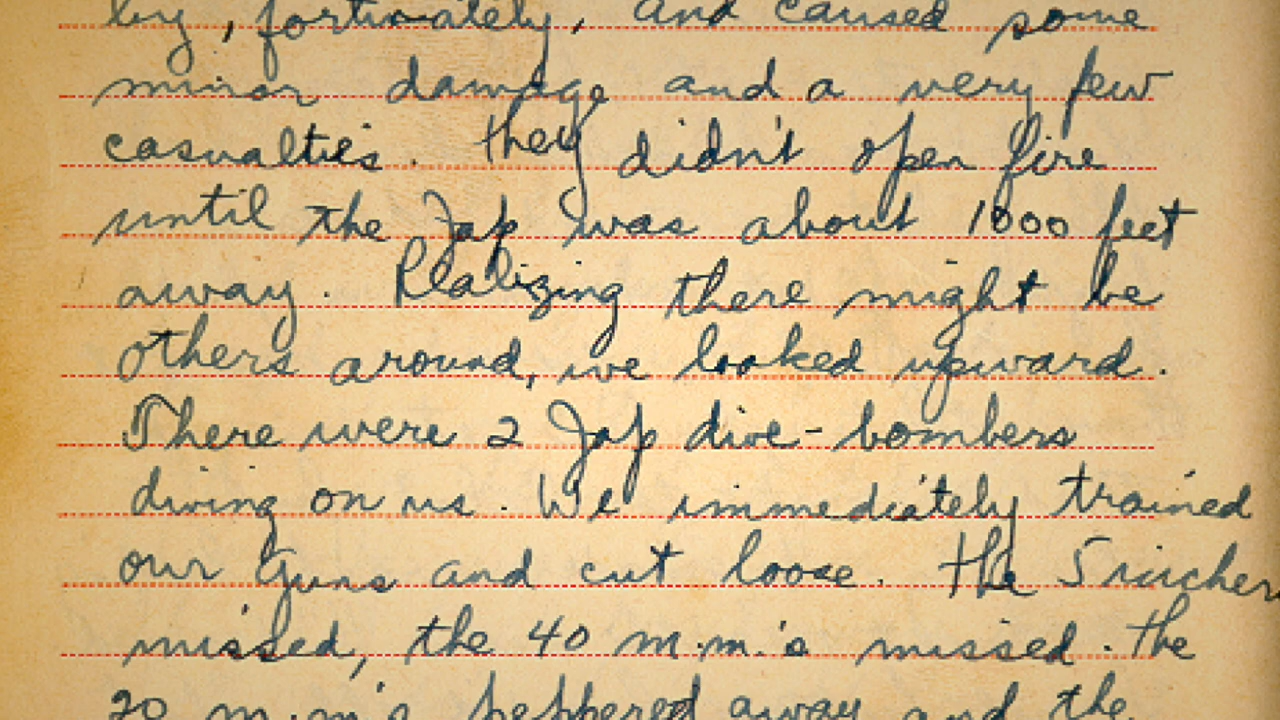 by, fortunately, and caused some
minor damage and a very few
casualties. they didn't open fire
until the Jap was about 1000 feet
away. Realizing there might be
others around, we looked upward.
There were 2 Jap dive-bombers
diving on us. We immediately trained
our guns and cut loose. the 5 inchers
missed, the 40 m.m.'s missed. the
20 m.m.'s peppered away and the